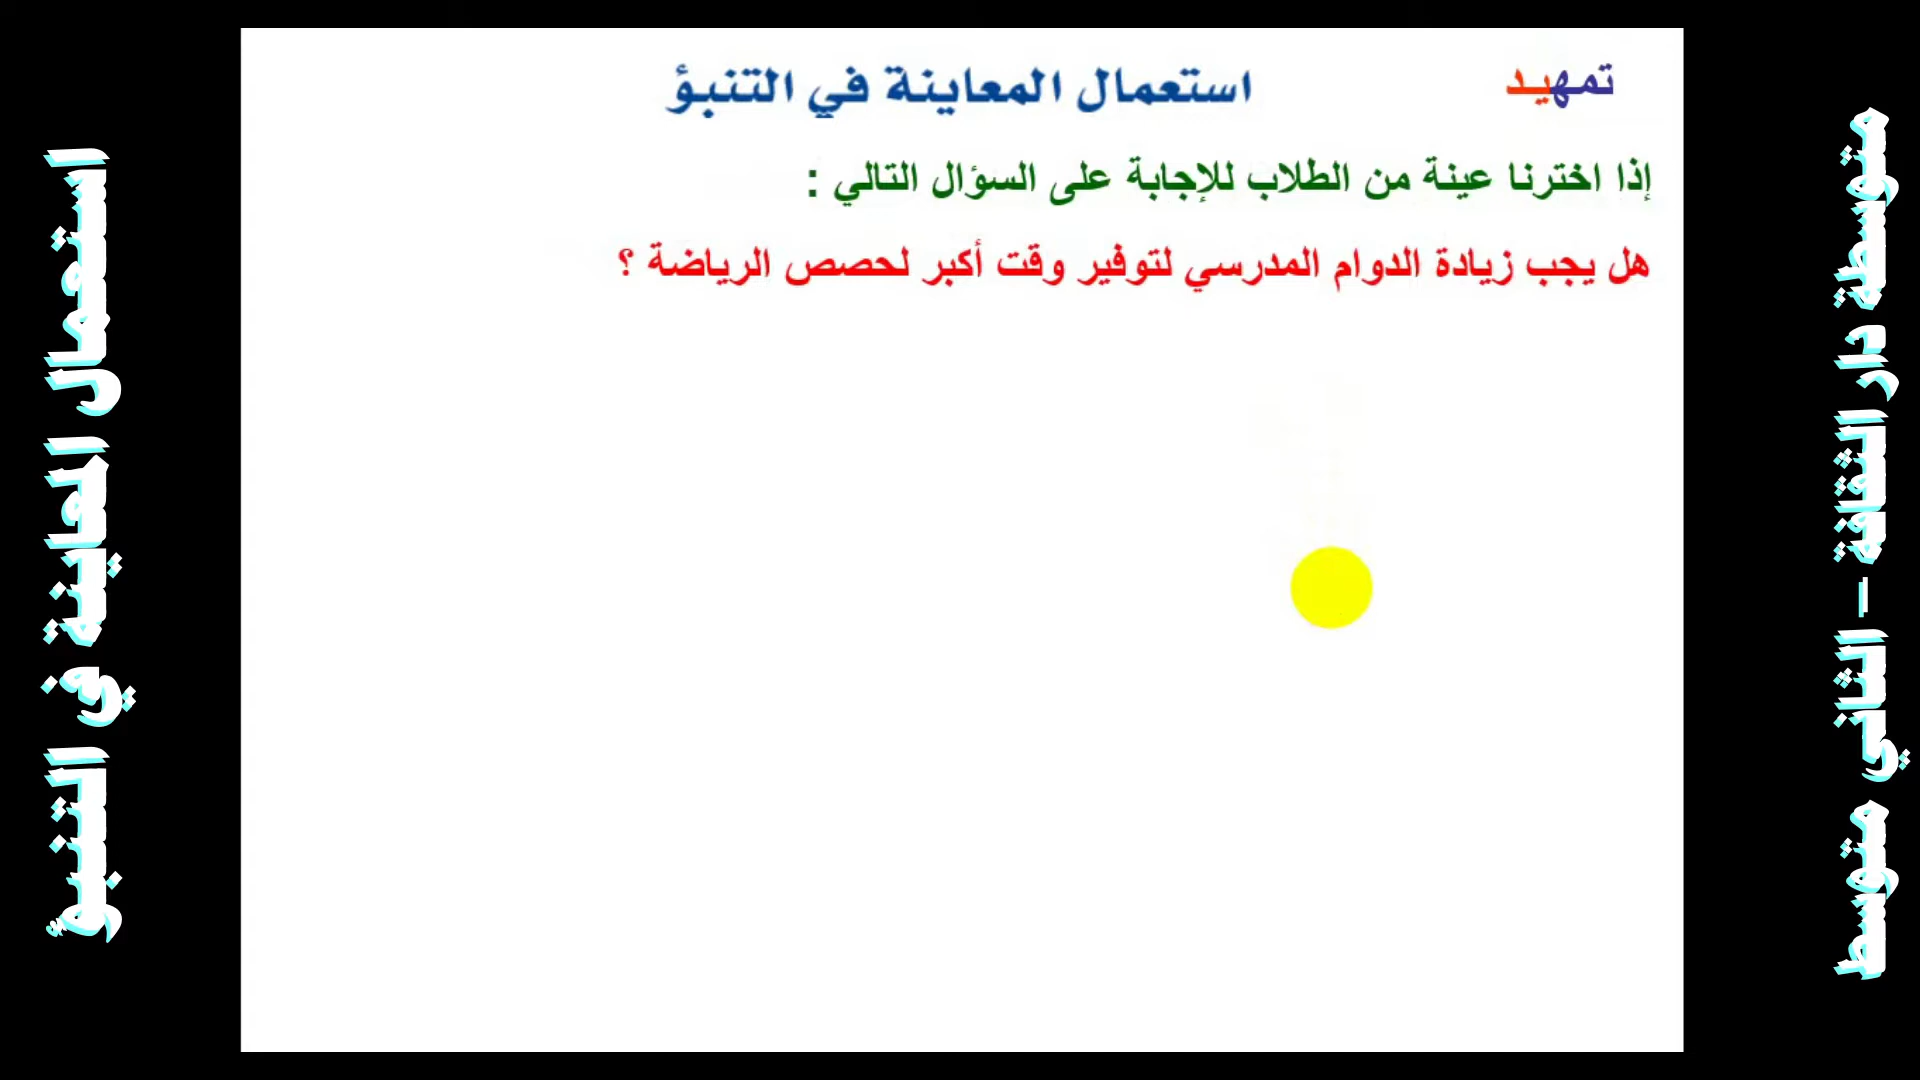 تمهيد
استعمال المعاينة في التنبؤ
إذا اخترنا عينة من الطلاب للإجابة على السؤال التالي :
هل يجب زيادة الدوام المدرسي لتوفير وقت أكبر لحصص الرياضة ؟
متوسطة دار الثقافة – الثاني متوسط
استعمال المعاينة في التنبؤ